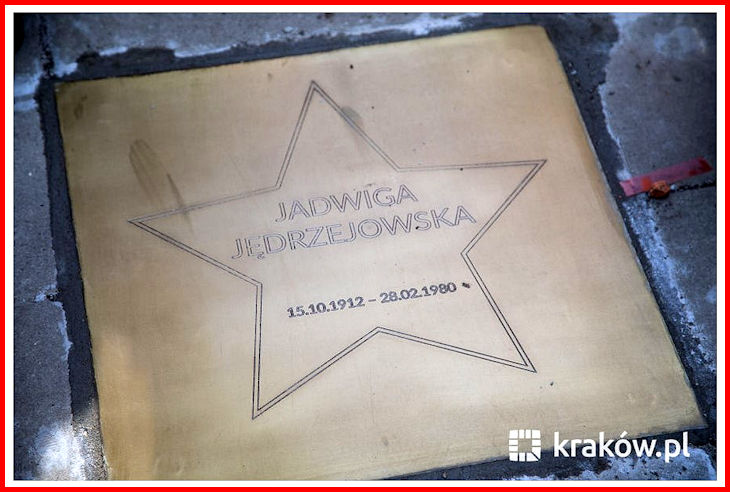 JADWIGA
JĘDRZEJOWSKA
15.10.1912 – 28.02.1980
kraków.pl